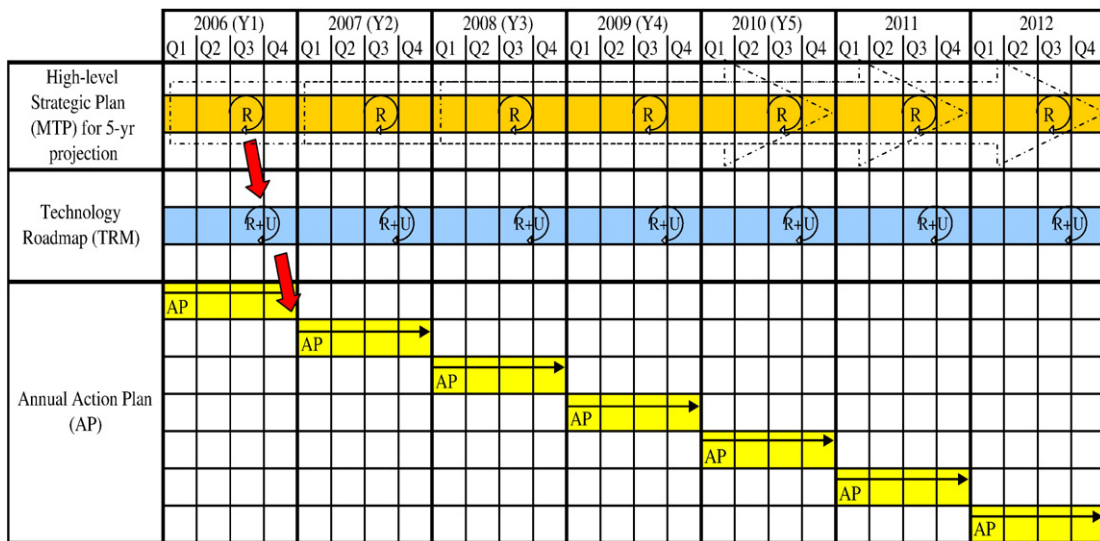 2006 (Y1) 2007 (Y2) 2008 (Y3) 2009 (Y4) 2010 (Y5) 2011 2012
Q1 Q2 Q3 Q4 Q1 Q2 Q3 Q4 Q1 Q2 Q3 Q4 Q1 Q2 Q3 Q4 Q1 Q2 Q3 Q4 Q1 Q2 Q3 Q4 Q1 Q2 Q3 Q4
High-level
Strategic Plan
(MTP) for 5-yr
projection
R R R R R R R
Technology
Roadmap (TRM)
R+U R+U R+U R+U R+U R+U R+U
Annual Action Plan
(AP)
AP
AP
AP
AP
AP
AP
AP